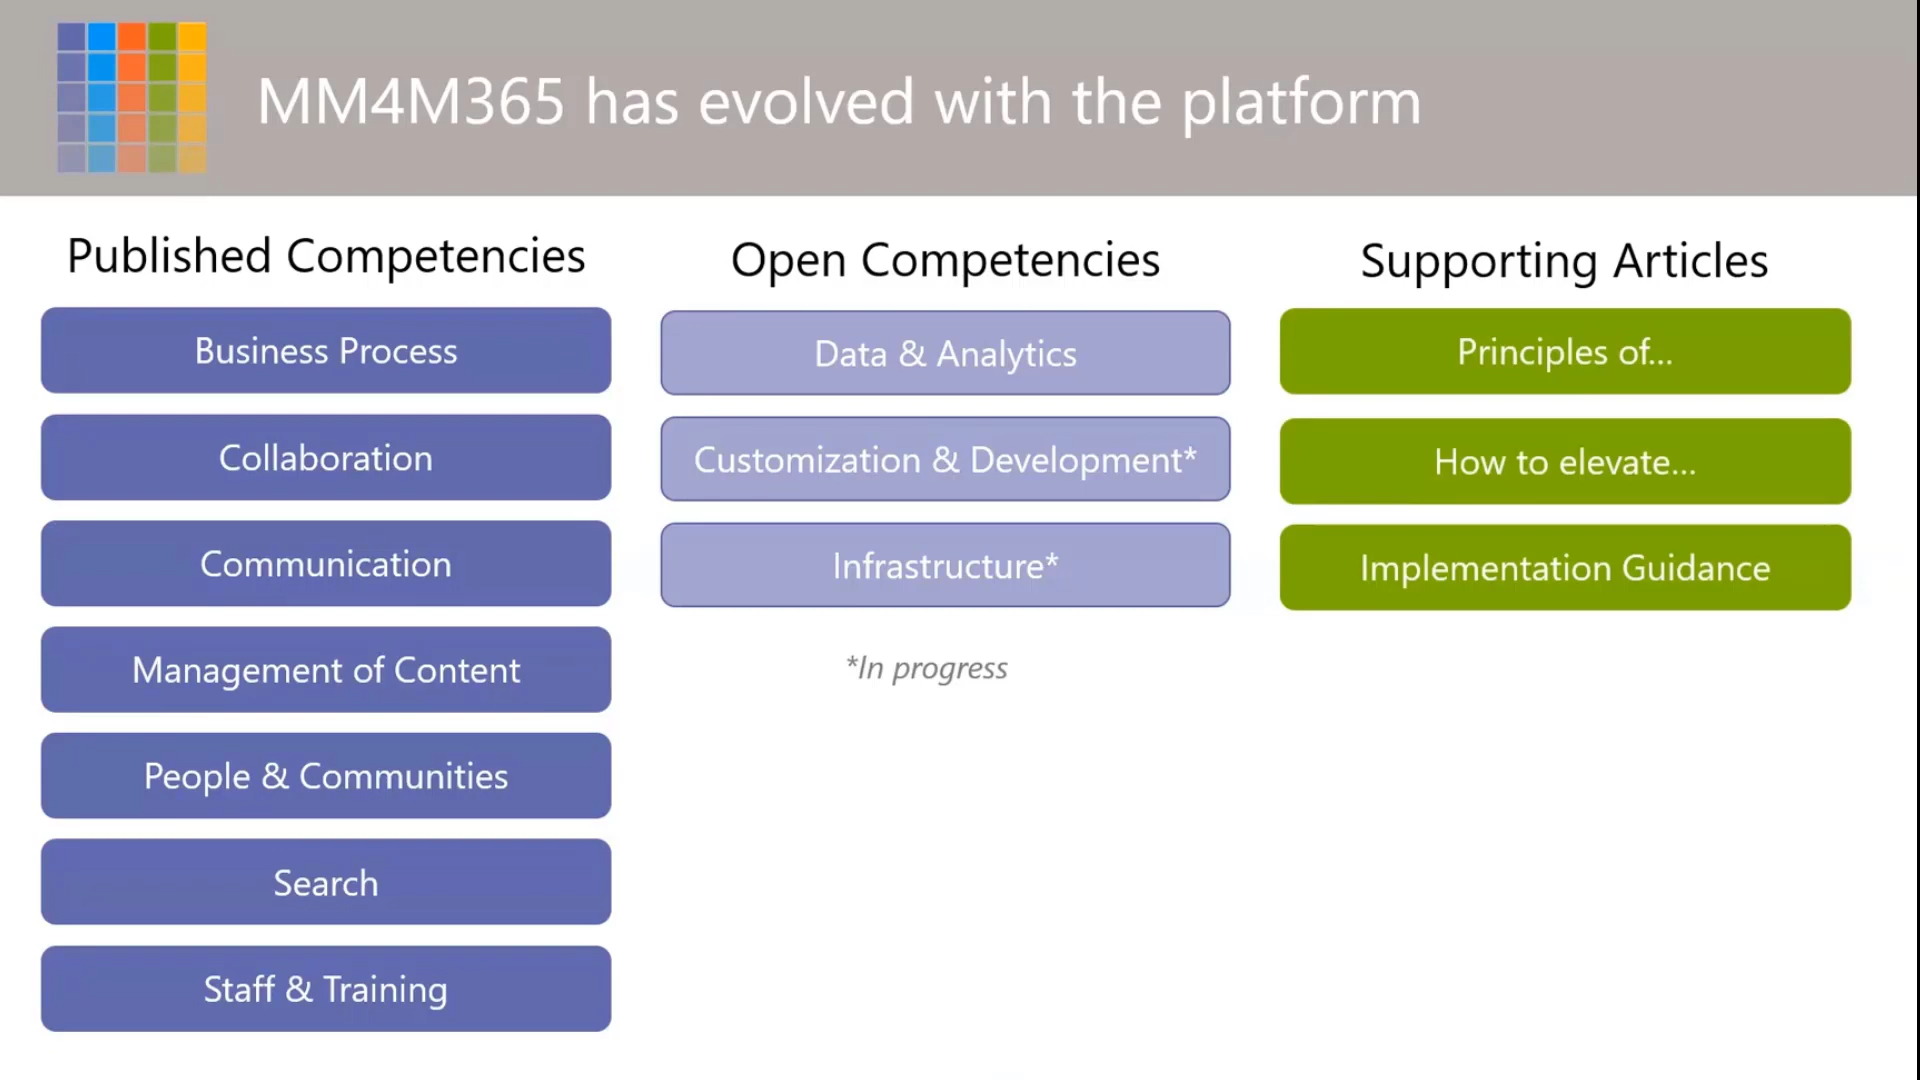 MM4M365 has evolved with the platform
Published Competencies
Business Process
Collaboration
Communication
Management of Content
People & Communities
Search
Staff & Training
Open Competencies
Data & Analytics
Customization & Development*
Infrastructure*
*In progress
Supporting Articles
Principles of...
How to elevate...
Implementation Guidance